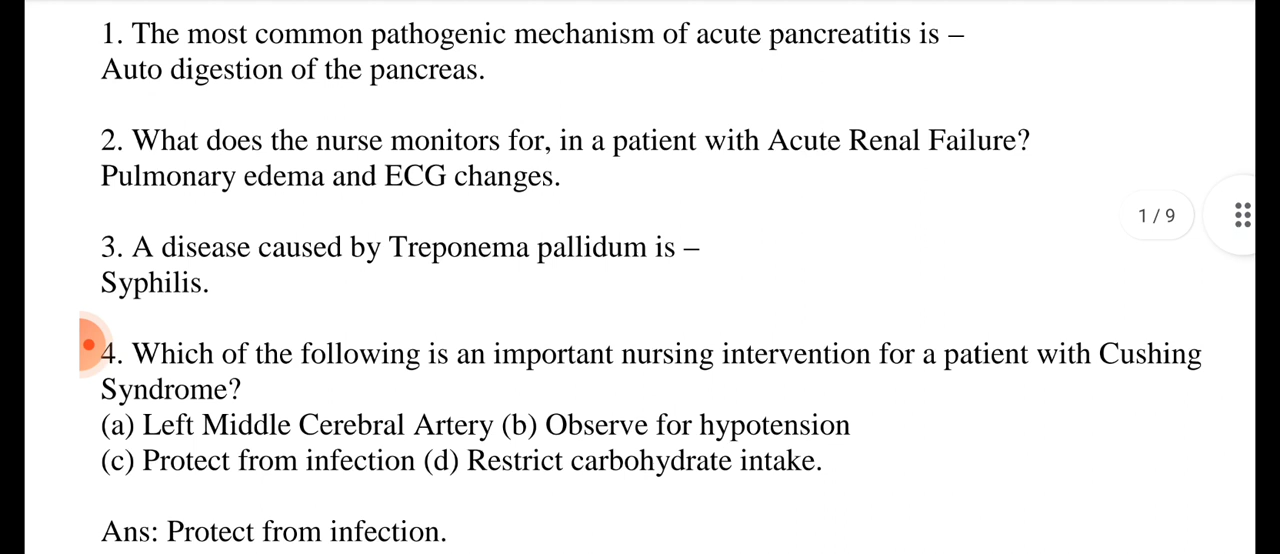 1. The most common pathogenic mechanism of acute pancreatitis is –
Auto digestion of the pancreas.
2. What does the nurse monitors for, in a patient with Acute Renal Failure?
Pulmonary edema and ECG changes.
1 / 9
3. A disease caused by Treponema pallidum is –
Syphilis.
4. Which of the following is an important nursing intervention for a patient with Cushing
Syndrome?
(a) Left Middle Cerebral Artery (b) Observe for hypotension
(c) Protect from infection (d) Restrict carbohydrate intake.
Ans: Protect from infection.